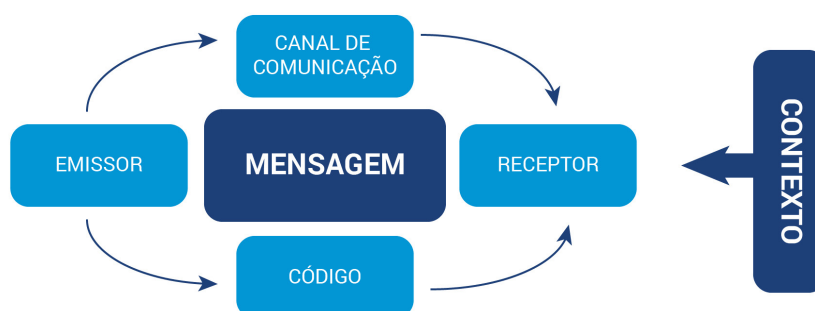 CANAL DE
COMUNICAÇÃO
EMISSOR
MENSAGEM
RECEPTOR
CÓDIGO
CONTEXTO